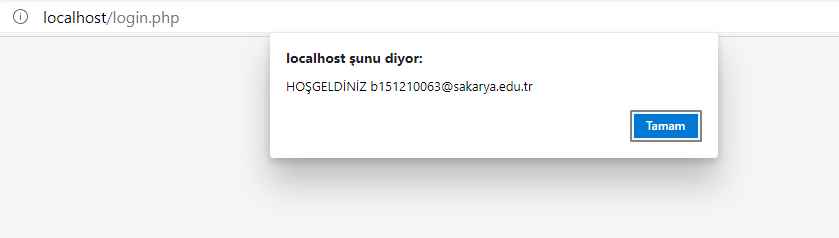 localhost/login.php
localhost şunu diyor:
HOŞGELDİNİZ b151210063@sakarya.edu.tr
Tamam